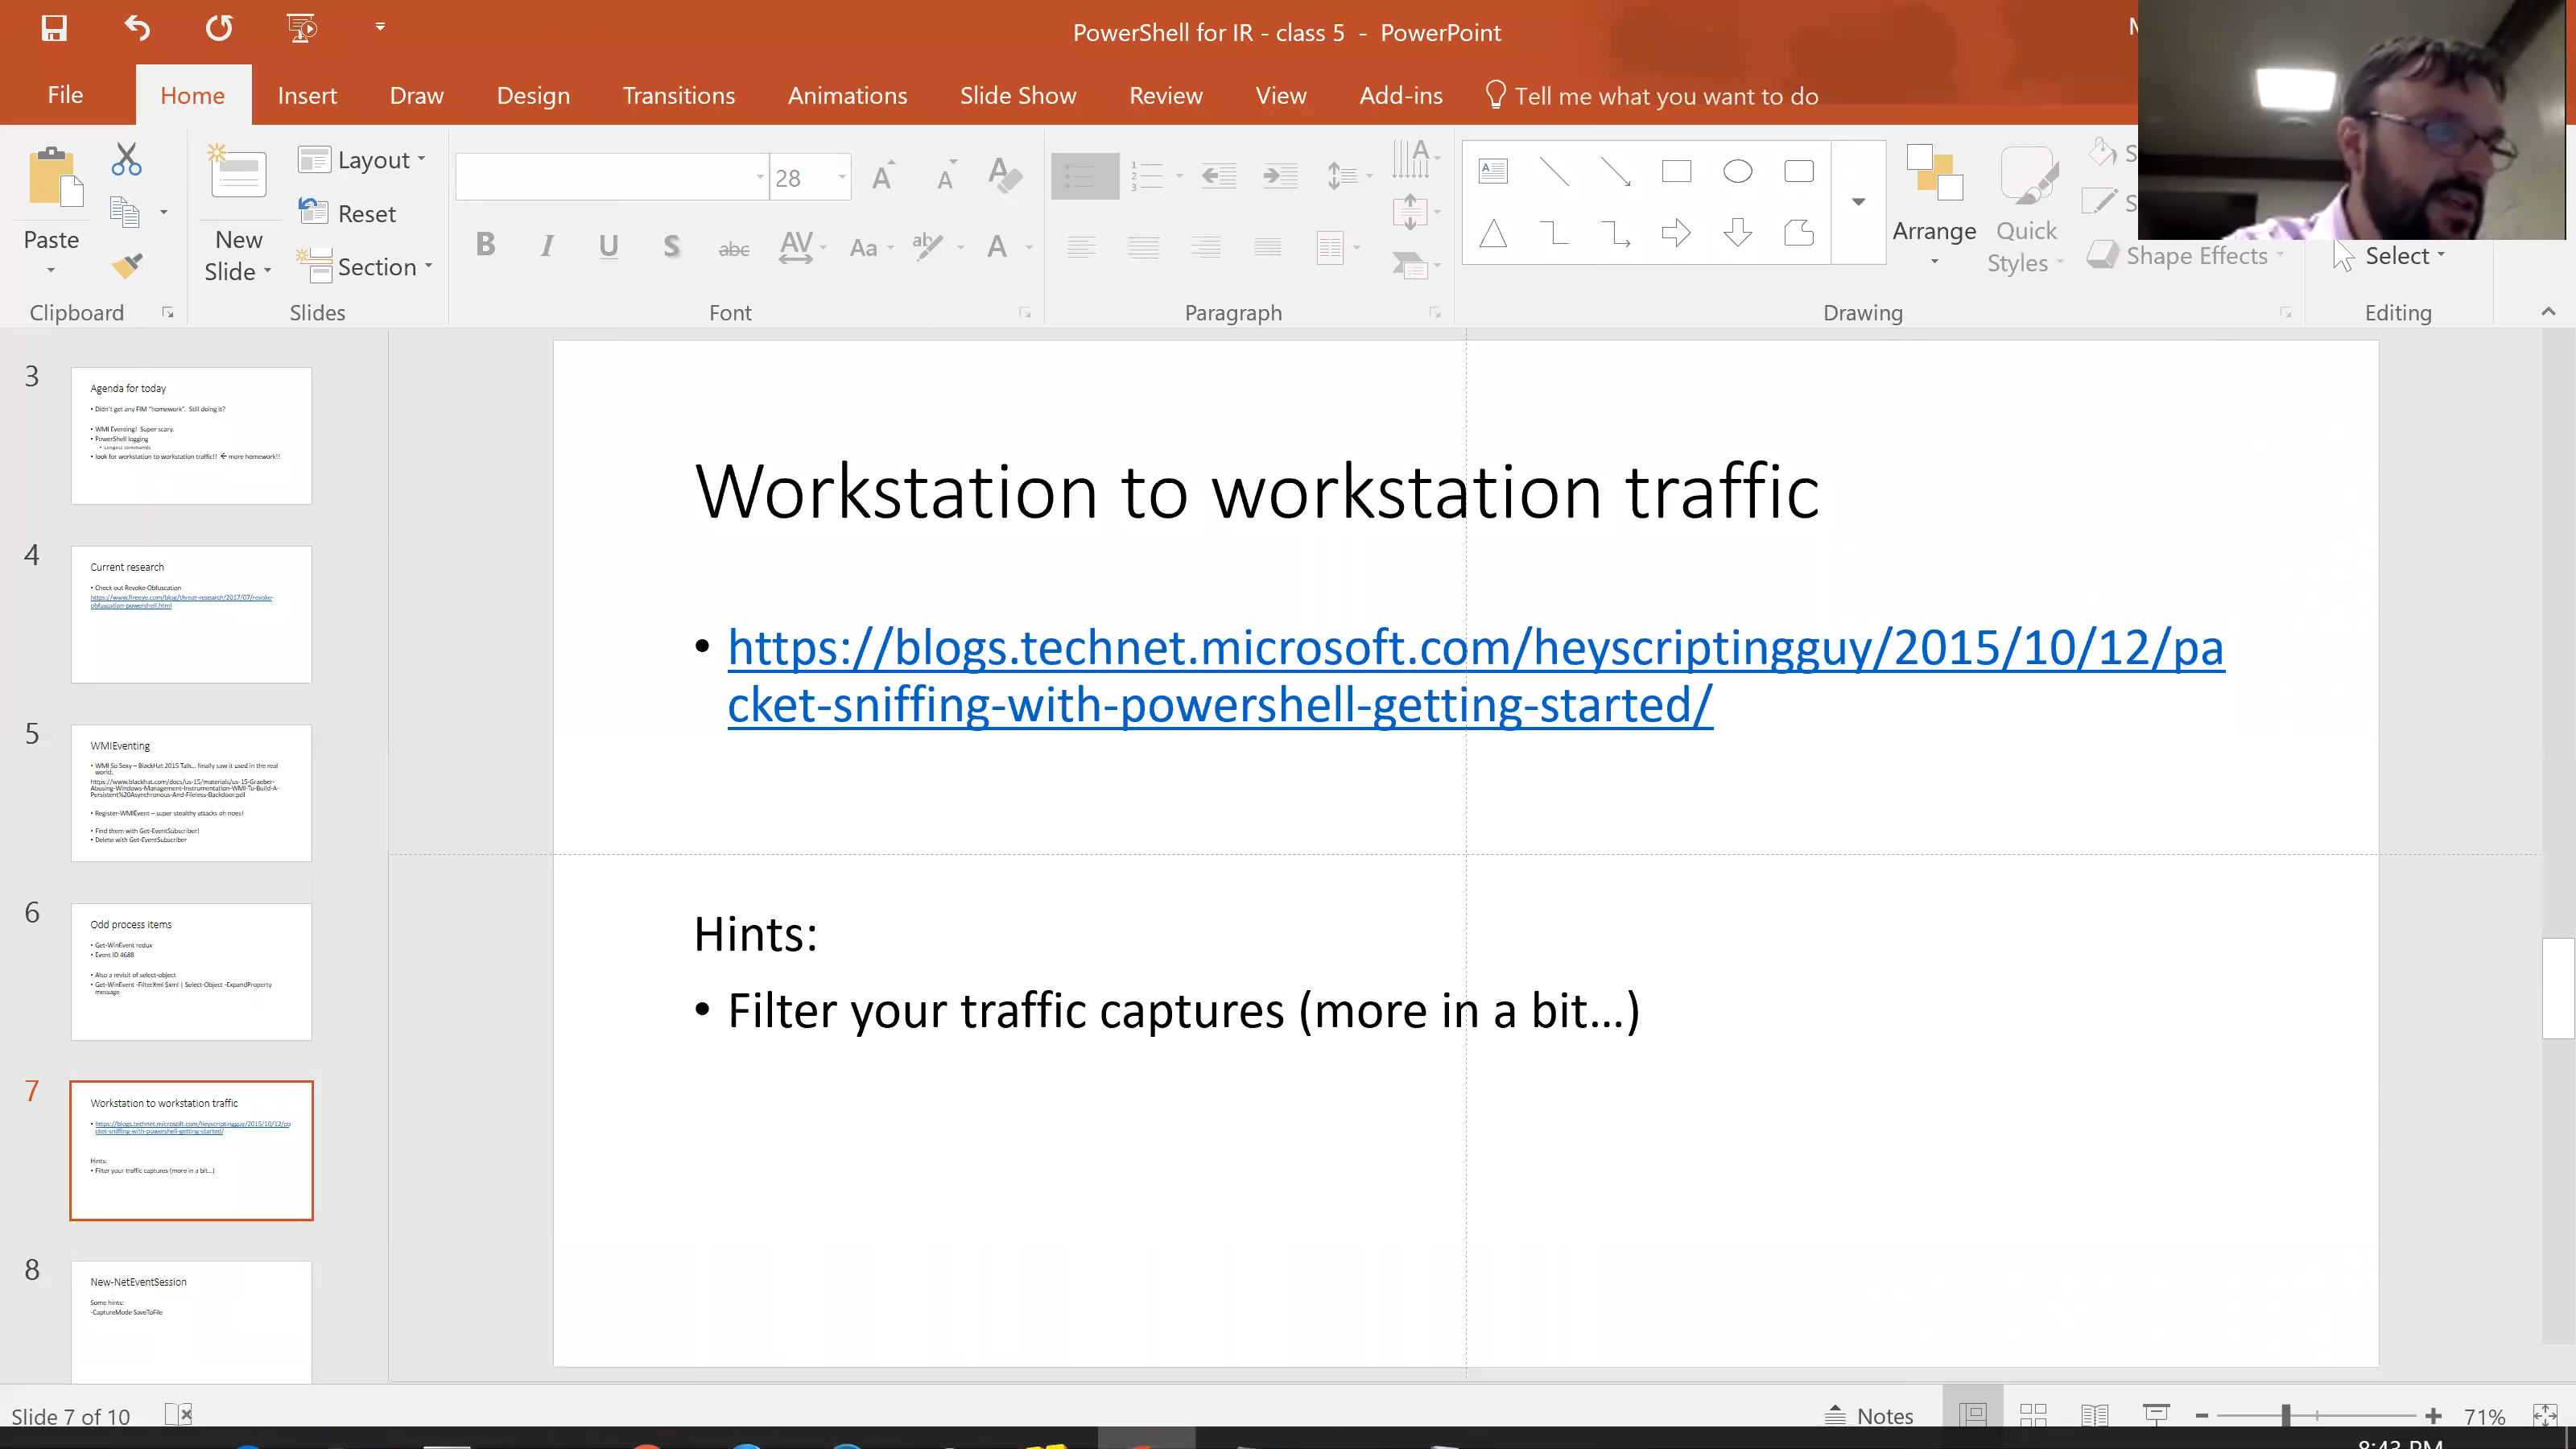 PowerShell for IR - class 5 - PowerPoint
File Home Insert Draw Design Transitions Animations Slide Show Review View Add-ins Tell me what you want to do
Paste
Clipboard
New
Slide
Layout
Reset
Section
Slides
28
Font
Paragraph
Arrange
Quick
Styles
Shape Effects
Drawing
Select
Editing
3
Agenda for today
• Didn't get any FIM "homework". Still doing it?
• WMI Eventing! Super scary.
• PowerShell logging
• Longest commands
• look for workstation to workstation traffic!! ← more homework!!
4
Current research
• Check out Revoke-Obfuscation
https://www.fireeye.com/blog/threat-research/2017/07/revoke-
obfuscation-powershell.html
5
WMIEventing
• WMI So Sexy – BlackHat 2015 Talk... finally saw it used in the real
world.
https://www.blackhat.com/docs/us-15/materials/us-15-Graeber-
Abusing-Windows-Management-Instrumentation-WMI-To-Build-A-
Persistent%20Asynchronous-And-Fileless-Backdoor.pdf
• Register-WMIEvent – super stealthy attacks oh noes!
• Find them with Get-EventSubscriber!
• Delete with Get-EventSubscriber
6
Odd process items
• Get-WinEvent redux
• Event ID 4688
• Also a revisit of select-object
• Get-WinEvent -FilterXml $xml | Select-Object -ExpandProperty
message
7
Workstation to workstation traffic
• https://blogs.technet.microsoft.com/heyscriptingguy/2015/10/12/pa
cket-sniffing-with-powershell-getting-started/
Hints:
• Filter your traffic captures (more in a bit...)
8
New-NetEventSession
Some hints:
-CaptureMode SaveToFile
Workstation to workstation traffic
• https://blogs.technet.microsoft.com/heyscriptingguy/2015/10/12/pa
cket-sniffing-with-powershell-getting-started/
Hints:
• Filter your traffic captures (more in a bit...)
Slide 7 of 10
Notes
71%
8:43 PM